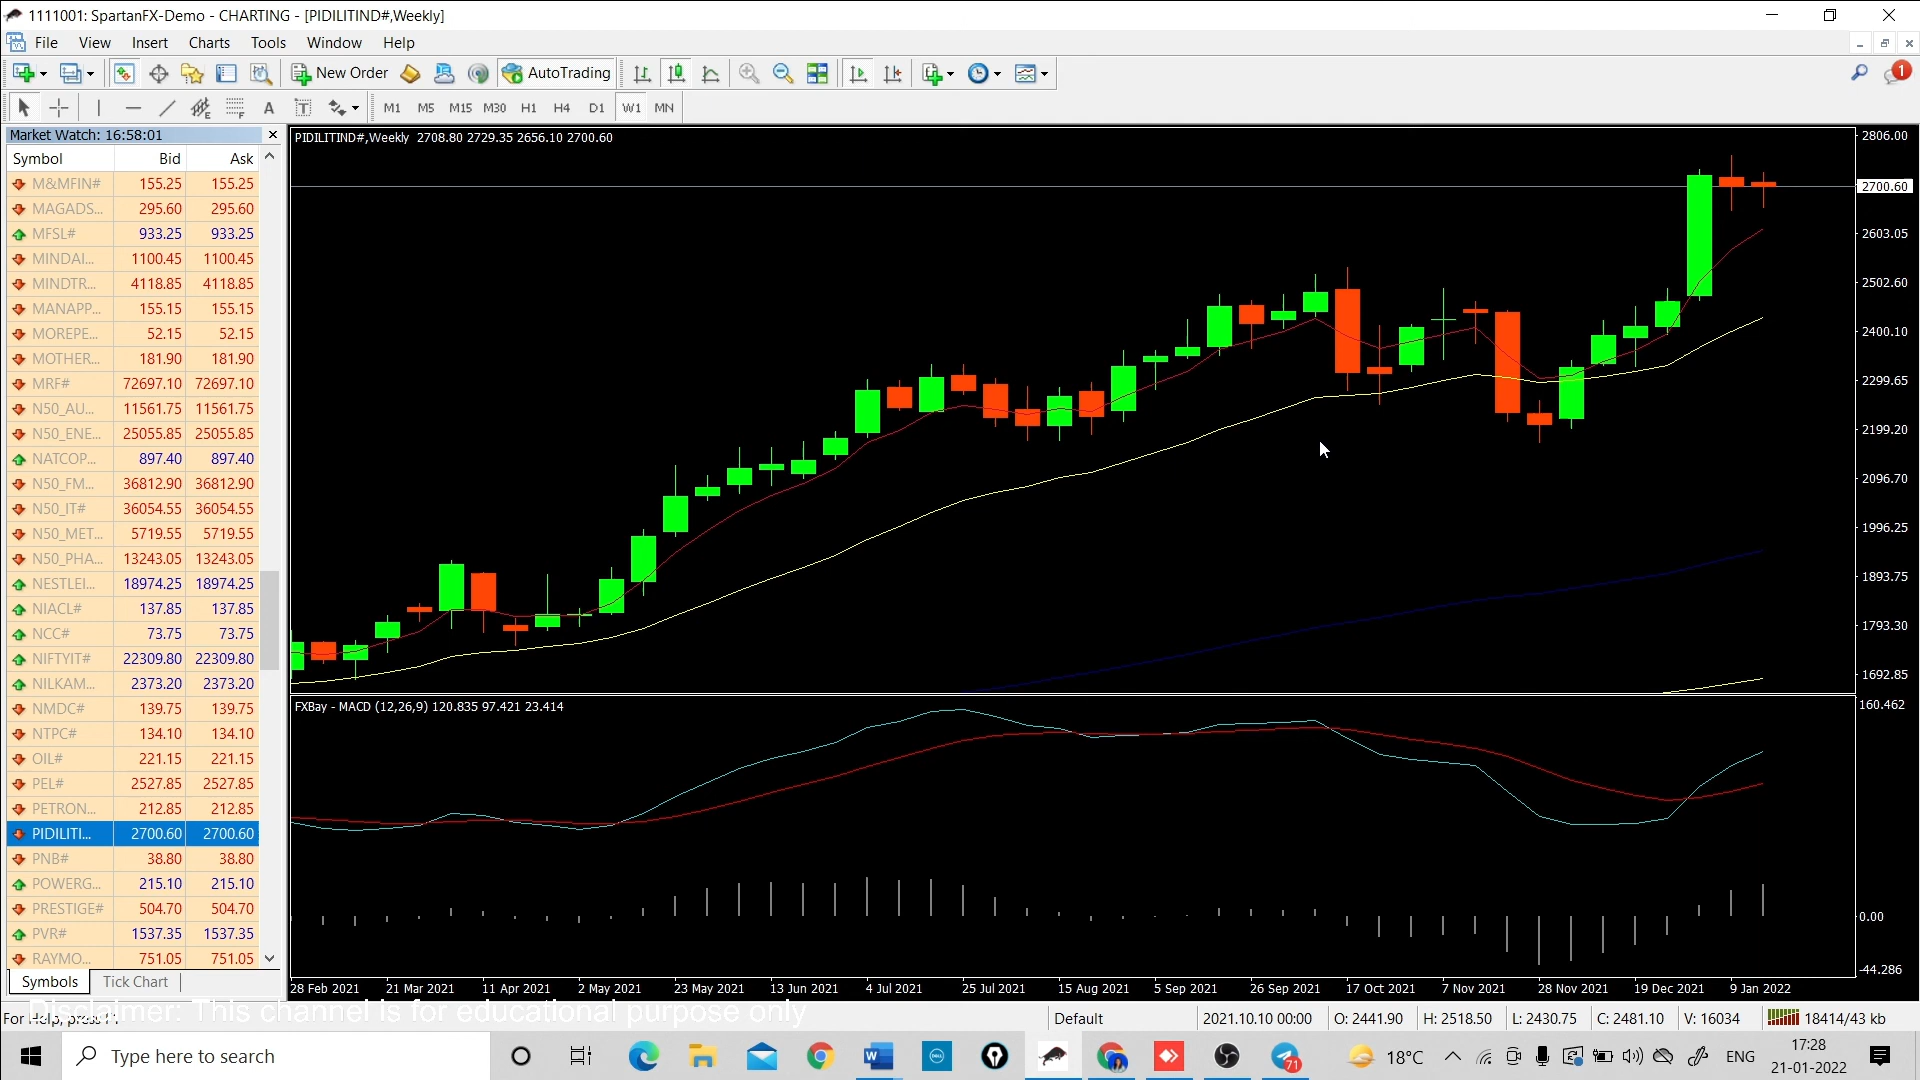 1111001: SpartanFX-Demo - CHARTING - [PIDILITIND#,Weekly]
File View Insert Charts Tools Window Help
New Order AutoTrading 1
A T M1 M5 M15 M30 H1 H4 D1 W1 MN
Market Watch: 16:58:01
Symbol Bid Ask
M&MFIN# 155.25 155.25
MAGADS... 295.60 295.60
MFSL# 933.25 933.25
MINDAI... 1100.45 1100.45
MINDTR... 4118.85 4118.85
MANAPP... 155.15 155.15
MOREPE... 52.15 52.15
MOTHER... 181.90 181.90
MRF# 72697.10 72697.10
N50_AU... 11561.75 11561.75
N50_ENE... 25055.85 25055.85
NATCOP... 897.40 897.40
N50_FM... 36812.90 36812.90
N50_IT# 36054.55 36054.55
N50_MET... 5719.55 5719.55
N50_PHA... 13243.05 13243.05
NESTLEI... 18974.25 18974.25
NIACL# 137.85 137.85
NCC# 73.75 73.75
NIFTYIT# 22309.80 22309.80
NILKAM... 2373.20 2373.20
NMDC# 139.75 139.75
NTPC# 134.10 134.10
OIL# 221.15 221.15
PEL# 2527.85 2527.85
PETRON... 212.85 212.85
PIDILITI... 2700.60 2700.60
PNB# 38.80 38.80
POWERG... 215.10 215.10
PRESTIGE# 504.70 504.70
PVR# 1537.35 1537.35
RAYMO... 751.05 751.05
Symbols Tick Chart
PIDILITIND#,Weekly 2708.80 2729.35 2656.10 2700.60
2806.00
2700.60
2603.05
2502.60
2400.10
2299.65
2199.20
2096.70
1996.25
1893.75
1793.30
1692.85
FXBay - MACD (12,26,9) 120.835 97.421 23.414
160.462
0.00
-44.286
28 Feb 2021 21 Mar 2021 11 Apr 2021 2 May 2021 23 May 2021 13 Jun 2021 4 Jul 2021 25 Jul 2021 15 Aug 2021 5 Sep 2021 26 Sep 2021 17 Oct 2021 7 Nov 2021 28 Nov 2021 19 Dec 2021 9 Jan 2022
Disclaimer: This channel is for educational purpose only
For Help, press F1
Default 2021.10.10 00:00 O: 2441.90 H: 2518.50 L: 2430.75 C: 2481.10 V: 16034 18414/43 kb
Type here to search
71
18°C ENG 17:28
21-01-2022